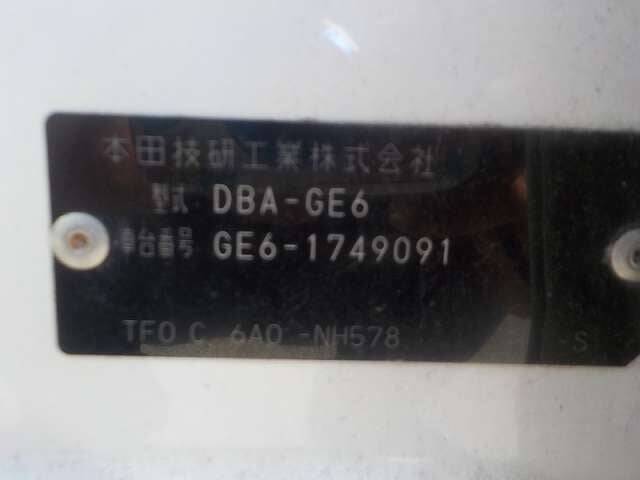 本田技研工業株式会社
型式 DBA-GE6
車台番号 GE6-1749091
TF0 C 6A0 -NH578 -S